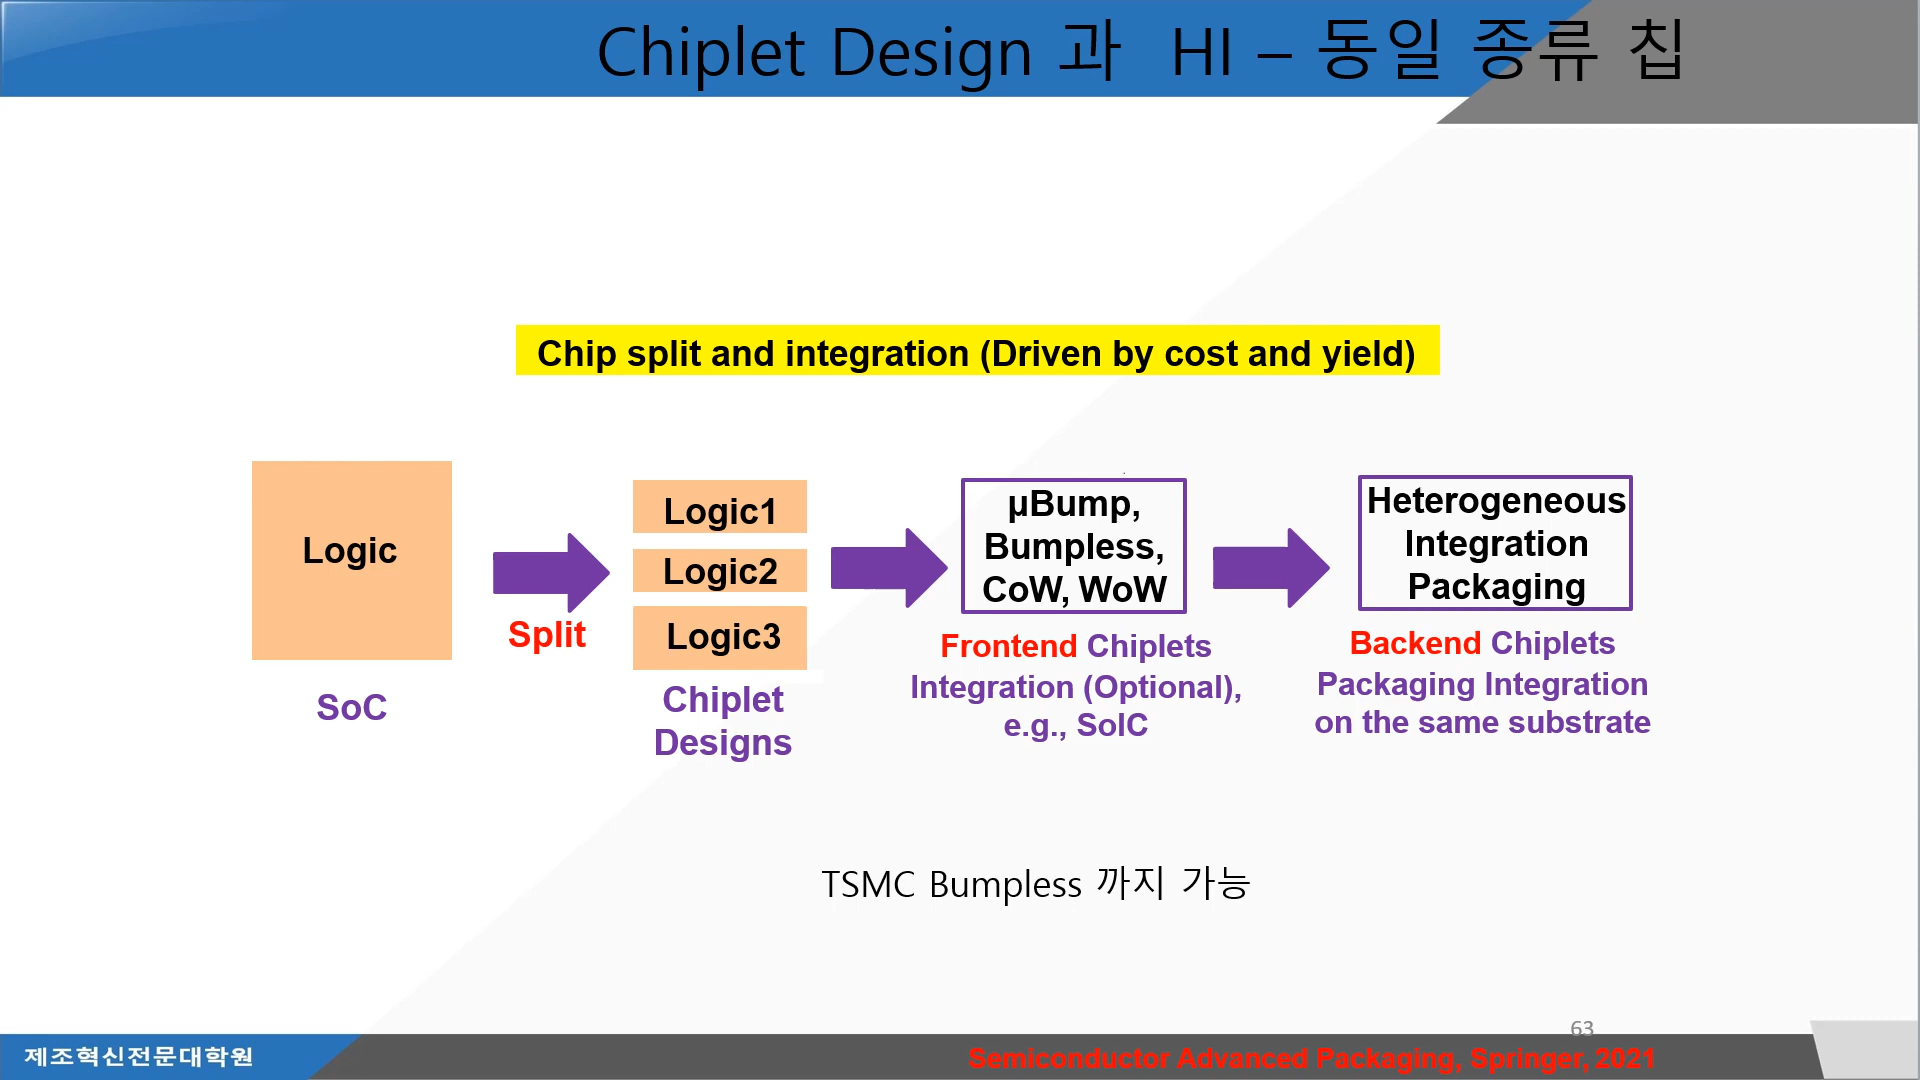 Chiplet Design 과 HI – 동일 종류 칩
Chip split and integration (Driven by cost and yield)
Logic
SoC
Split
Logic1
Logic2
Logic3
Chiplet
Designs
µBump,
Bumpless,
CoW, WoW
Frontend Chiplets
Integration (Optional),
e.g., SoIC
Heterogeneous
Integration
Packaging
Backend Chiplets
Packaging Integration
on the same substrate
TSMC Bumpless 까지 가능
63
제조혁신전문대학원
Semiconductor Advanced Packaging, Springer, 2021